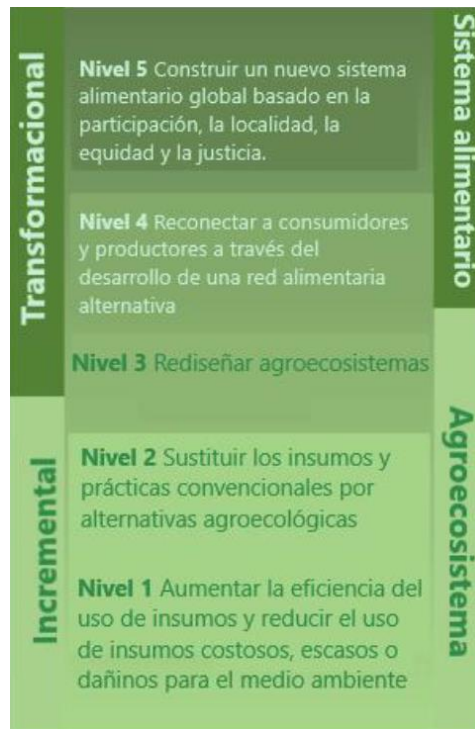 Transformacional
Sistema alimentario
Nivel 5 Construir un nuevo sistema
alimentario global basado en la
participación, la localidad, la
equidad y la justicia.
Nivel 4 Reconectar a consumidores
y productores a través del
desarrollo de una red alimentaria
alternativa
Nivel 3 Rediseñar agroecosistemas
Incremental
Agroecosistema
Nivel 2 Sustituir los insumos y
prácticas convencionales por
alternativas agroecológicas
Nivel 1 Aumentar la eficiencia del
uso de insumos y reducir el uso
de insumos costosos, escasos o
dañinos para el medio ambiente